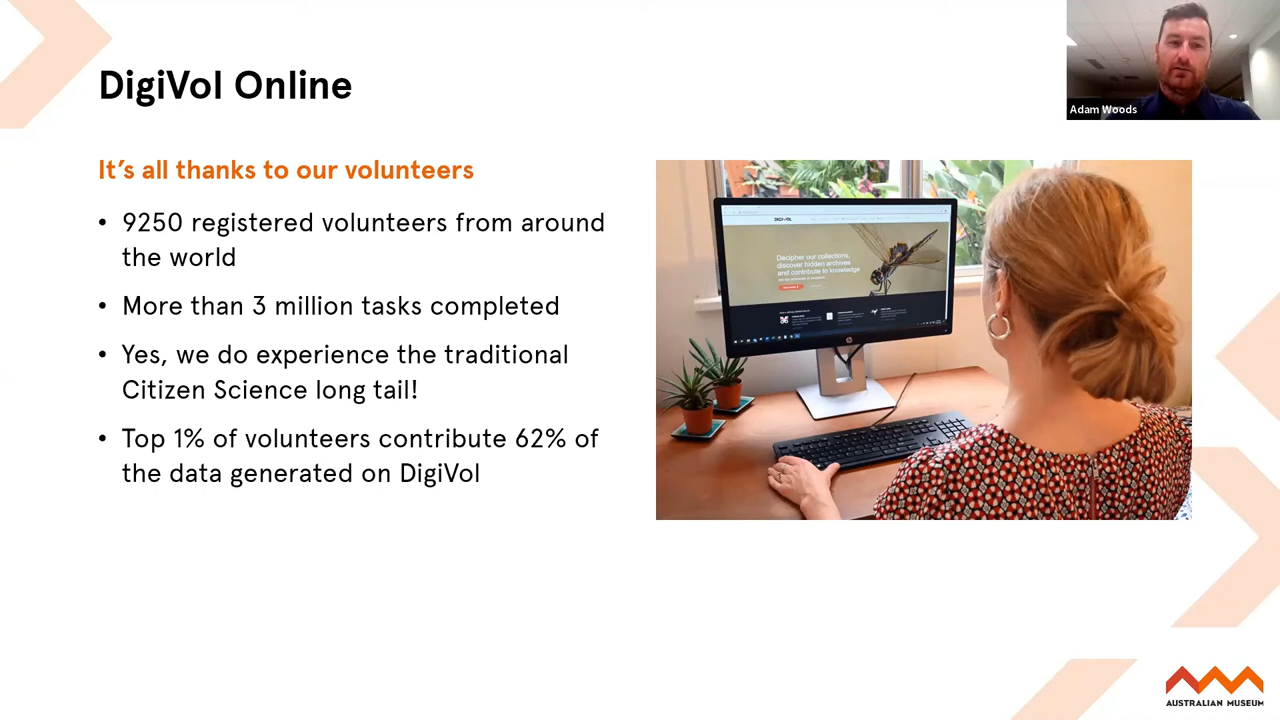 DigiVol Online
Adam Woods
It's all thanks to our volunteers
• 9250 registered volunteers from around
the world
• More than 3 million tasks completed
• Yes, we do experience the traditional
Citizen Science long tail!
• Top 1% of volunteers contribute 62% of
the data generated on DigiVol
DIGIVOL
Decipher our collections,
discover hidden archives
and contribute to knowledge
hp
AUSTRALIAN MUSEUM